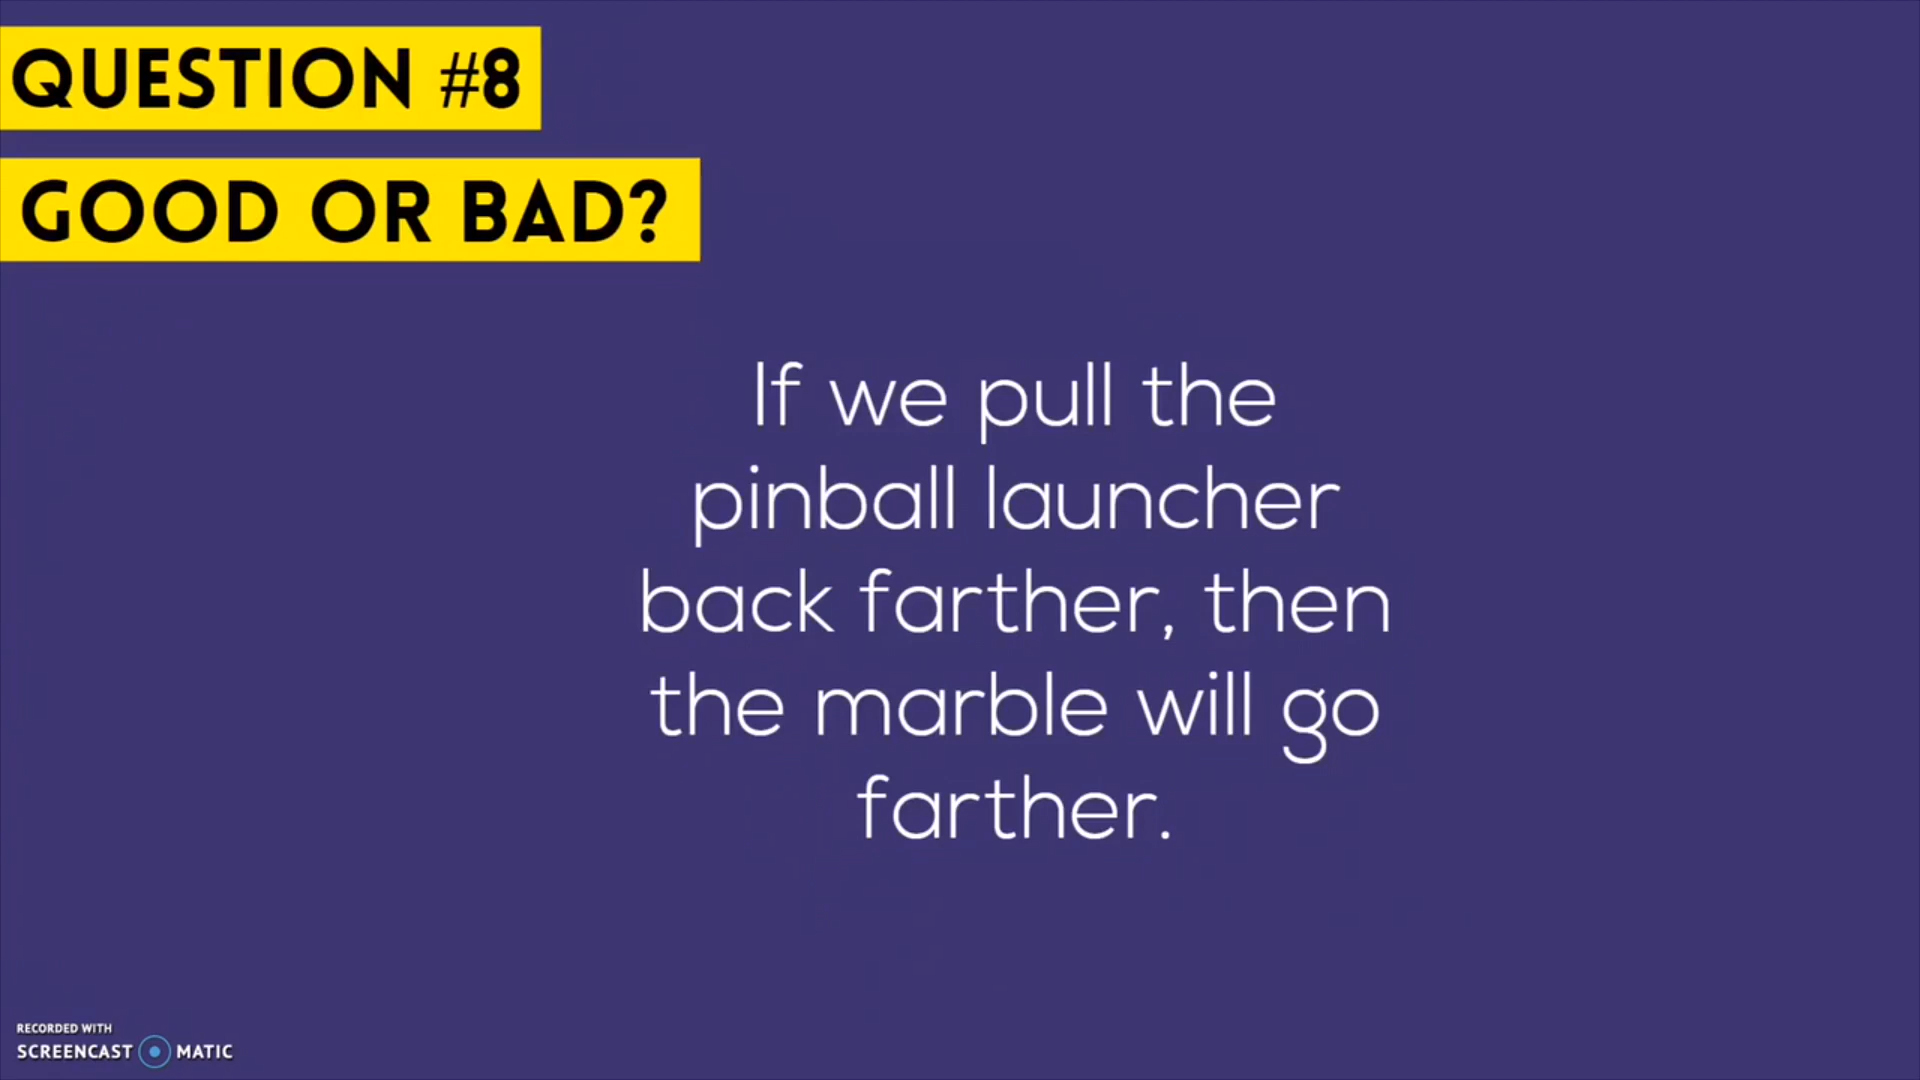 QUESTION #8
GOOD OR BAD?
If we pull the
pinball launcher
back farther, then
the marble will go
farther.
RECORDED WITH
SCREENCAST MATIC